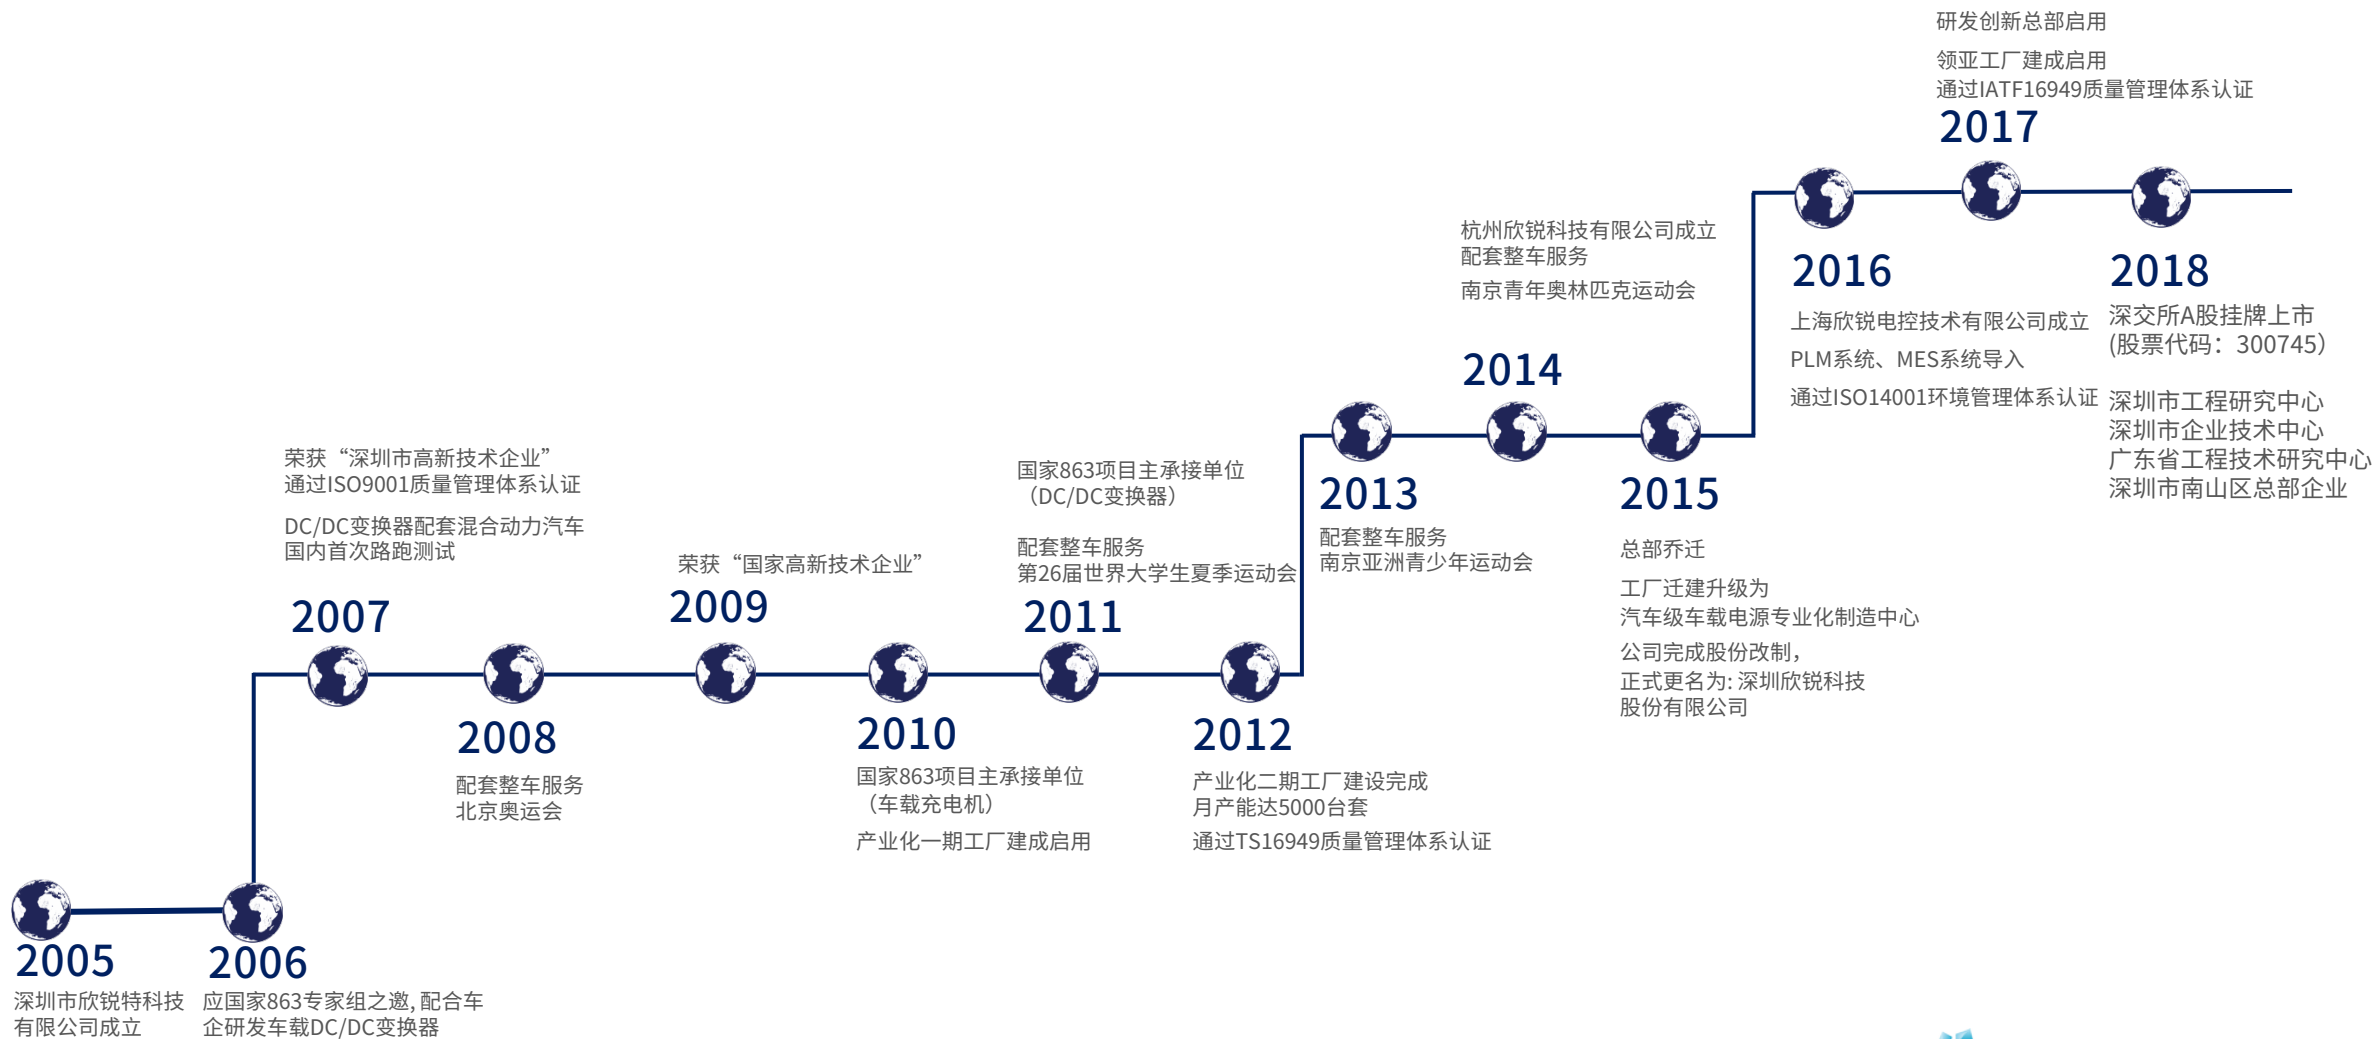 2005
深圳市欣锐特科技
有限公司成立
2006
应国家863专家组之邀, 配合车
企研发车载DC/DC变换器
荣获“深圳市高新技术企业”
通过ISO9001质量管理体系认证
DC/DC变换器配套混合动力汽车
国内首次路跑测试
2007
2008
配套整车服务
北京奥运会
荣获“国家高新技术企业”
2009
2010
国家863项目主承接单位
（车载充电机）
产业化一期工厂建成启用
国家863项目主承接单位
（DC/DC变换器）
配套整车服务
第26届世界大学生夏季运动会
2011
2012
产业化二期工厂建设完成
月产能达5000台套
通过TS16949质量管理体系认证
2013
配套整车服务
南京亚洲青少年运动会
杭州欣锐科技有限公司成立
配套整车服务
南京青年奥林匹克运动会
2014
2015
总部乔迁
工厂迁建升级为
汽车级车载电源专业化制造中心
公司完成股份改制，
正式更名为: 深圳欣锐科技
股份有限公司
2016
上海欣锐电控技术有限公司成立
PLM系统、MES系统导入
通过ISO14001环境管理体系认证
研发创新总部启用
领亚工厂建成启用
通过IATF16949质量管理体系认证
2017
2018
深交所A股挂牌上市
(股票代码：300745）
深圳市工程研究中心
深圳市企业技术中心
广东省工程技术研究中心
深圳市南山区总部企业